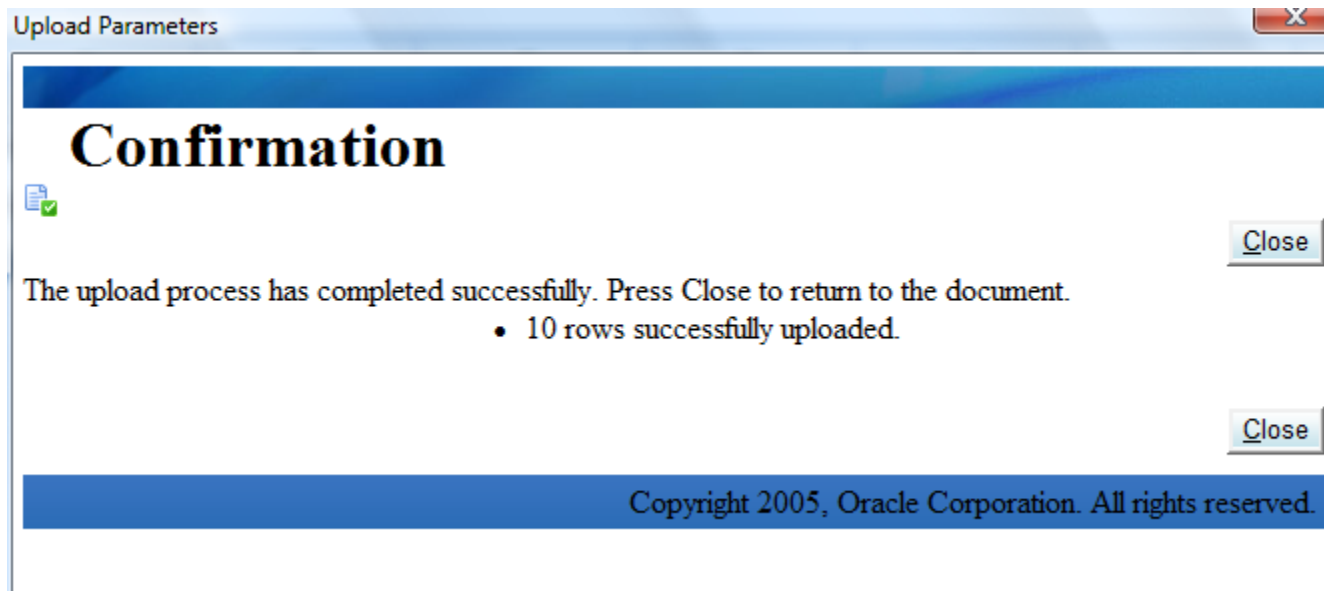 Upload Parameters
Confirmation
Close
The upload process has completed successfully. Press Close to return to the document.
• 10 rows successfully uploaded.
Close
Copyright 2005, Oracle Corporation. All rights reserved.